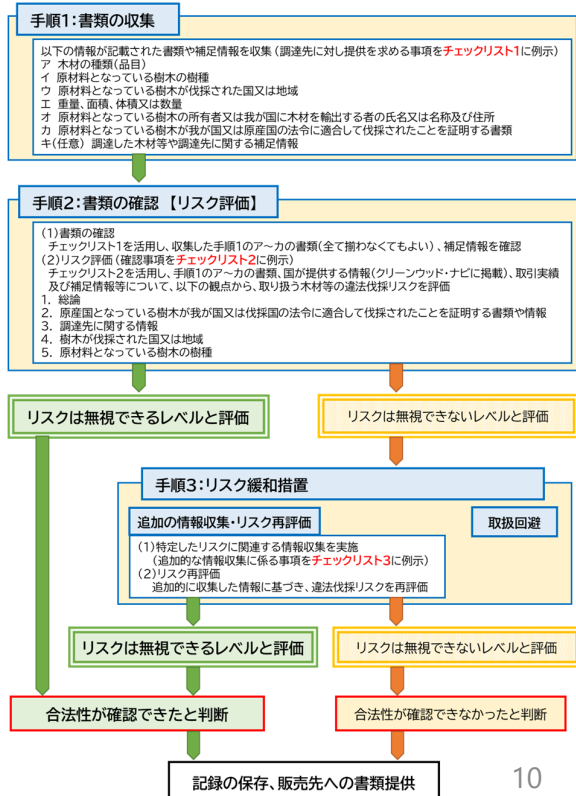 手順1：書類の収集
以下の情報が記載された書類や補足情報を収集（調達先に対し提供を求める事項をチェックリスト1に例示）
ア 木材の種類（品目）
イ 原材料となっている樹木の樹種
ウ 原材料となっている樹木が伐採された国又は地域
エ 重量、面積、体積又は数量
オ 原材料となっている樹木の所有者又は我が国に木材を輸出する者の氏名又は名称及び住所
カ 原材料となっている樹木が我が国又は原産国の法令に適合して伐採されたことを証明する書類
キ（任意） 調達した木材等や調達先に関する補足情報
手順2：書類の確認 【リスク評価】
（1）書類の確認
チェックリスト1を活用し、収集した手順1のア～カの書類（全て揃わなくてもよい）、補足情報を確認
（2）リスク評価（確認事項をチェックリスト2に例示）
チェックリスト2を活用し、手順1のア～カの書類、国が提供する情報（クリーンウッド・ナビに掲載）、取引実績
及び補足情報等について、以下の観点から、取り扱う木材等の違法伐採リスクを評価
1. 総論
2. 原産国となっている樹木が我が国又は伐採国の法令に適合して伐採されたことを証明する書類や情報
3. 調達先に関する情報
4. 樹木が伐採された国又は地域
5. 原材料となっている樹木の樹種
リスクは無視できるレベルと評価
リスクは無視できないレベルと評価
手順3：リスク緩和措置
追加の情報収集・リスク再評価
取扱回避
（1）特定したリスクに関連する情報収集を実施
（追加的な情報収集に係る事項をチェックリスト3に例示）
（2）リスク再評価
追加的に収集した情報に基づき、違法伐採リスクを再評価
リスクは無視できるレベルと評価
リスクは無視できないレベルと評価
合法性が確認できたと判断
合法性が確認できなかったと判断
記録の保存、販売先への書類提供
10